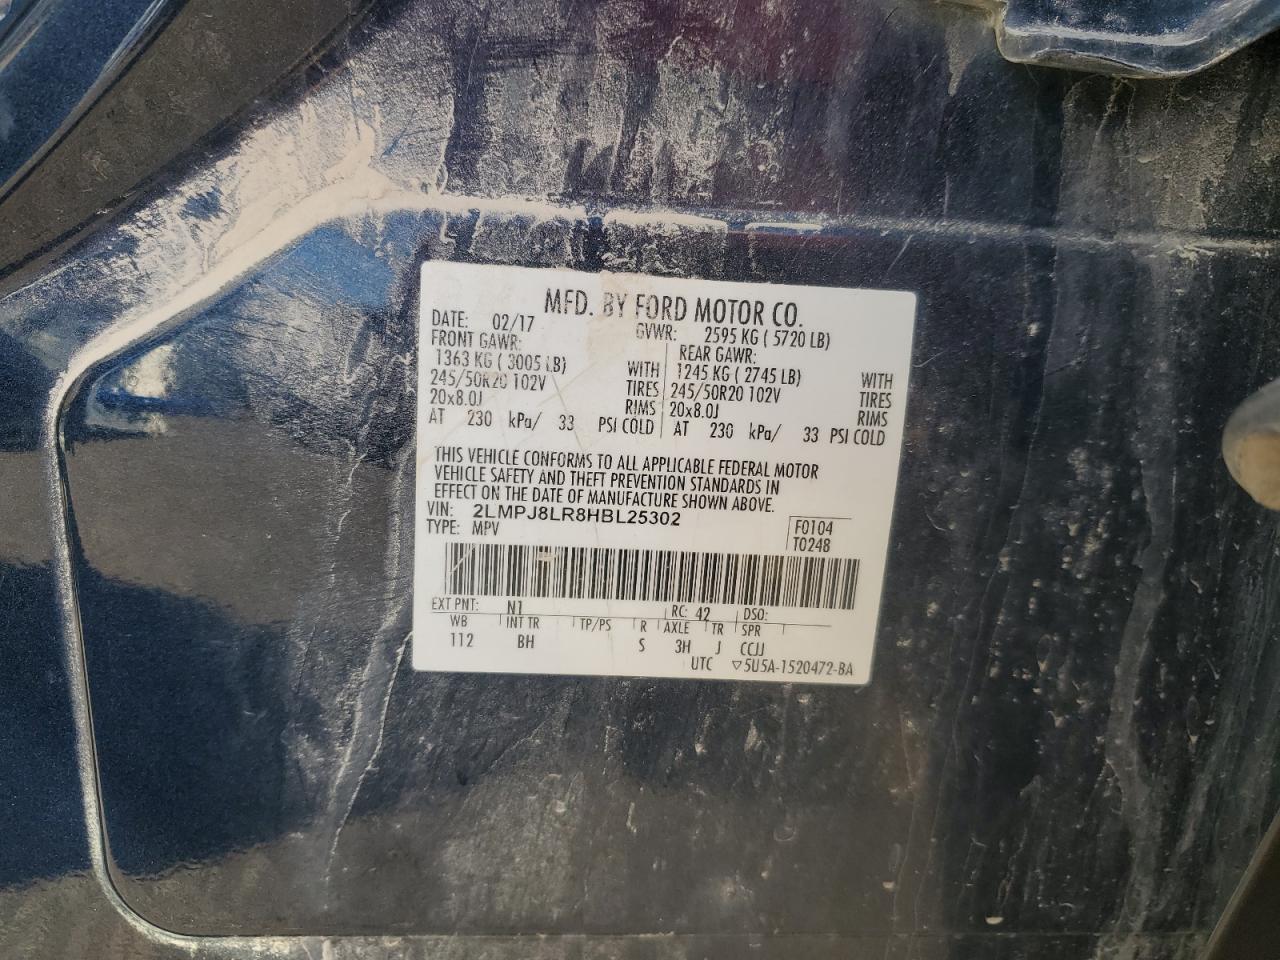 MFD. BY FORD MOTOR CO.
DATE: 02/17 GVWR: 2595 KG ( 5720 LB)
FRONT GAWR: REAR GAWR:
1363 KG ( 3005 LB) WITH 1245 KG ( 2745 LB) WITH
245/50R20 102V TIRES 245/50R20 102V TIRES
20x8.0J RIMS 20x8.0J RIMS
AT 230 kPa/ 33 PSI COLD AT 230 kPa/ 33 PSI COLD
THIS VEHICLE CONFORMS TO ALL APPLICABLE FEDERAL MOTOR
VEHICLE SAFETY AND THEFT PREVENTION STANDARDS IN
EFFECT ON THE DATE OF MANUFACTURE SHOWN ABOVE.
VIN: 2LMPJ8LR8HBL25302
TYPE: MPV
F0104
T0248
EXT PNT: N1 RC: 42 DSO:
WB INT TR TP/PS R AXLE TR SPR
112 BH S 3H J CCJJ
UTC ▽5U5A-1520472-BA